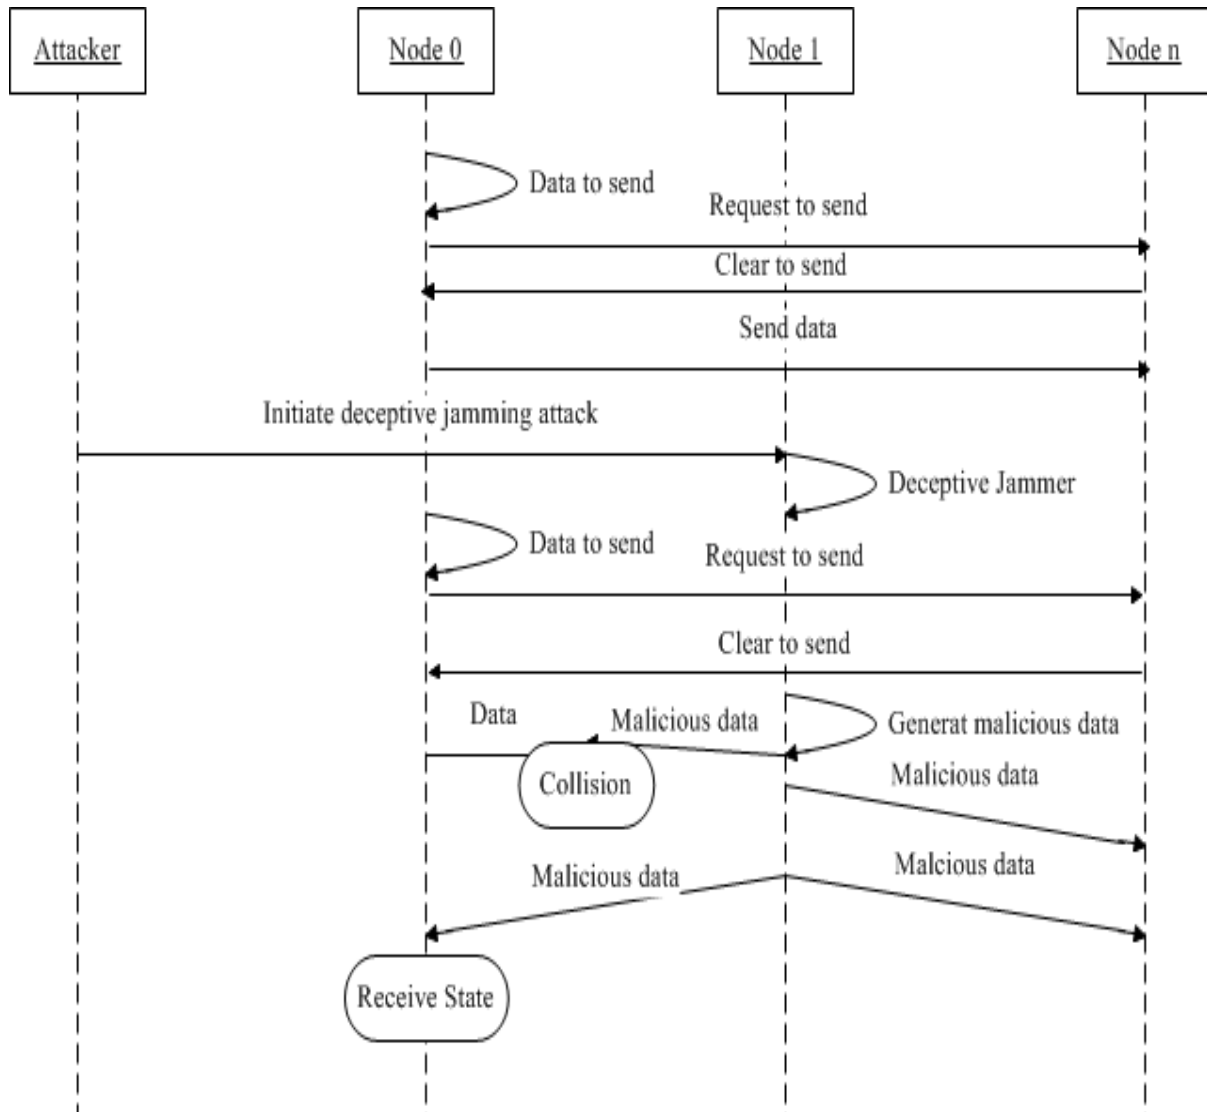 Attacker
Node 0
Node 1
Node n
Data to send
Request to send
Clear to send
Send data
Initiate deceptive jamming attack
Deceptive Jammer
Data to send
Request to send
Clear to send
Data
Malicious data
Generat malicious data
Collision
Malicious data
Malicious data
Malcious data
Receive State